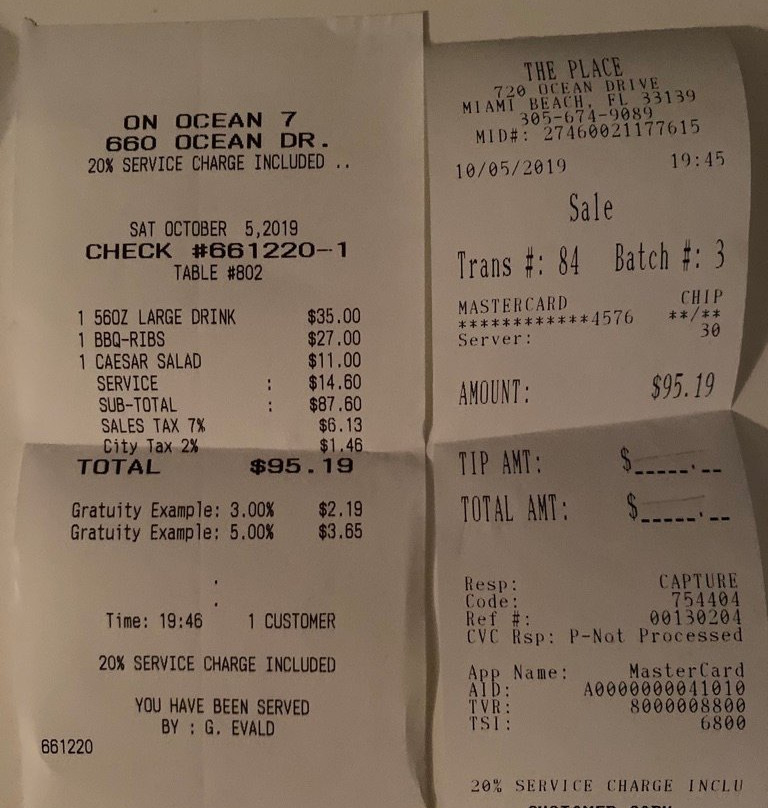 ON OCEAN 7
660 OCEAN DR.
20% SERVICE CHARGE INCLUDED ..
SAT OCTOBER 5,2019
CHECK #661220-1
TABLE #802
1 56OZ LARGE DRINK $35.00
1 BBQ-RIBS $27.00
1 CAESAR SALAD $11.00
SERVICE : $14.60
SUB-TOTAL : $87.60
SALES TAX 7% $6.13
City Tax 2% $1.46
TOTAL $95.19
Gratuity Example: 3.00% $2.19
Gratuity Example: 5.00% $3.65
.
.
Time: 19:46 1 CUSTOMER
20% SERVICE CHARGE INCLUDED
YOU HAVE BEEN SERVED
BY : G. EVALD
661220
THE PLACE
720 OCEAN DRIVE
MIAMI BEACH, FL 33139
305-674-9089
MID#: 27460021177615
10/05/2019 19:45
Sale
Trans #: 84 Batch #: 3
MASTERCARD CHIP
************4576 **/**
Server: 30
AMOUNT: $95.19
TIP AMT: $_____.__
TOTAL AMT: $_____.__
Resp: CAPTURE
Code: 754404
Ref #: 00130204
CVC Rsp: P-Not Processed
App Name: MasterCard
AID: A0000000041010
TVR: 8000008800
TSI: 6800
20% SERVICE CHARGE INCLU